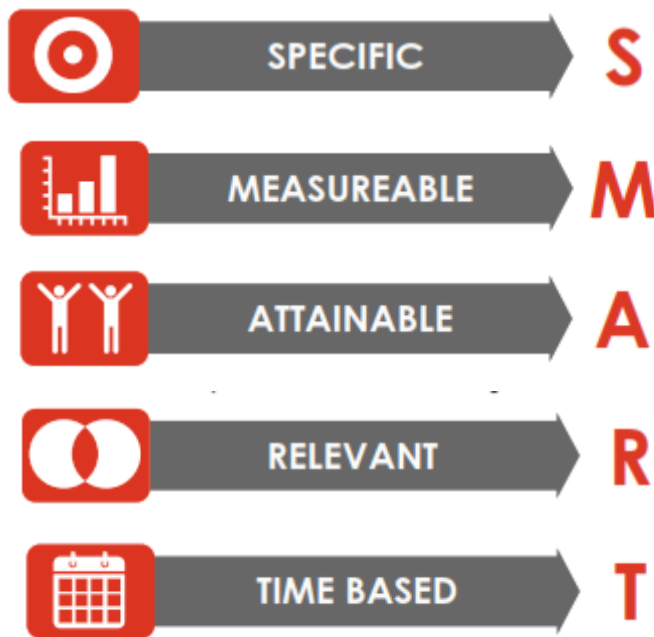 SPECIFIC S
MEASUREABLE M
ATTAINABLE A
RELEVANT R
TIME BASED T